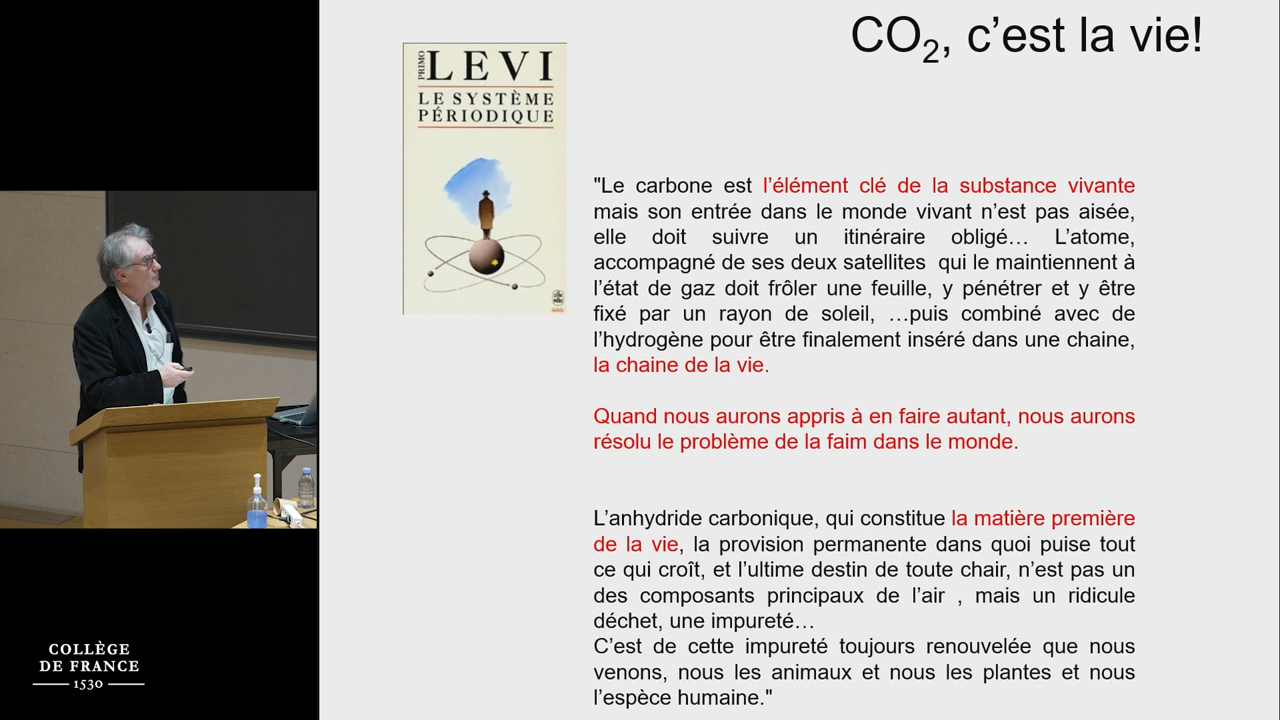 CO₂, c’est la vie!
PRIMO
LEVI
LE SYSTÈME
PÉRIODIQUE
"Le carbone est l’élément clé de la substance vivante
mais son entrée dans le monde vivant n’est pas aisée,
elle doit suivre un itinéraire obligé… L’atome,
accompagné de ses deux satellites qui le maintiennent à
l’état de gaz doit frôler une feuille, y pénétrer et y être
fixé par un rayon de soleil, …puis combiné avec de
l’hydrogène pour être finalement inséré dans une chaine,
la chaine de la vie.
Quand nous aurons appris à en faire autant, nous aurons
résolu le problème de la faim dans le monde.
L’anhydride carbonique, qui constitue la matière première
de la vie, la provision permanente dans quoi puise tout
ce qui croît, et l’ultime destin de toute chair, n’est pas un
des composants principaux de l’air , mais un ridicule
déchet, une impureté…
C’est de cette impureté toujours renouvelée que nous
venons, nous les animaux et nous les plantes et nous
l’espèce humaine."
COLLÈGE
DE FRANCE
1530